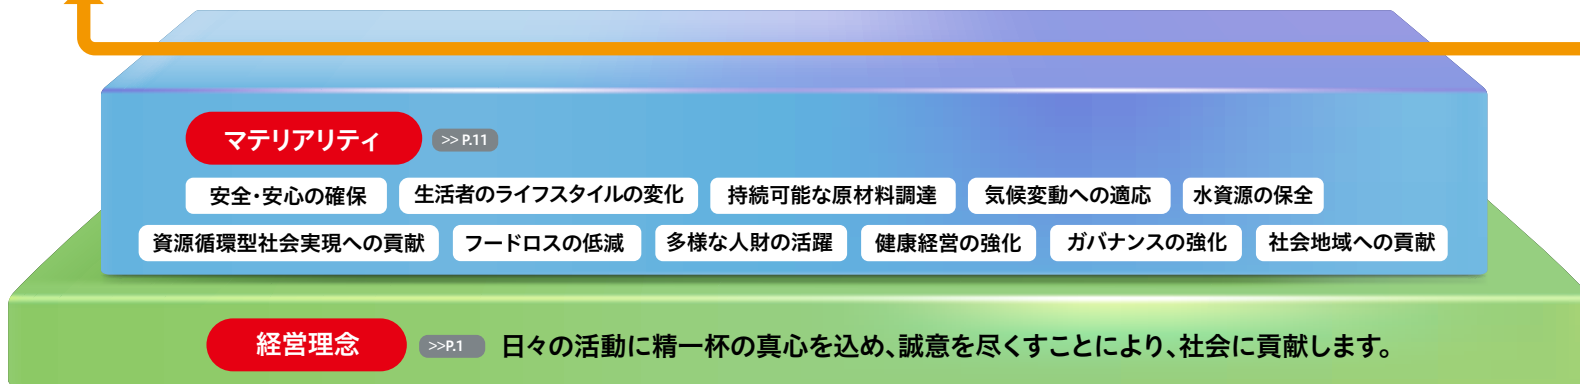 マテリアリティ >> P.11
安全・安心の確保 生活者のライフスタイルの変化 持続可能な原材料調達 気候変動への適応 水資源の保全
資源循環型社会実現への貢献 フードロスの低減 多様な人財の活躍 健康経営の強化 ガバナンスの強化 社会地域への貢献
経営理念 >>P.1 日々の活動に精一杯の真心を込め、誠意を尽くすことにより、社会に貢献します。